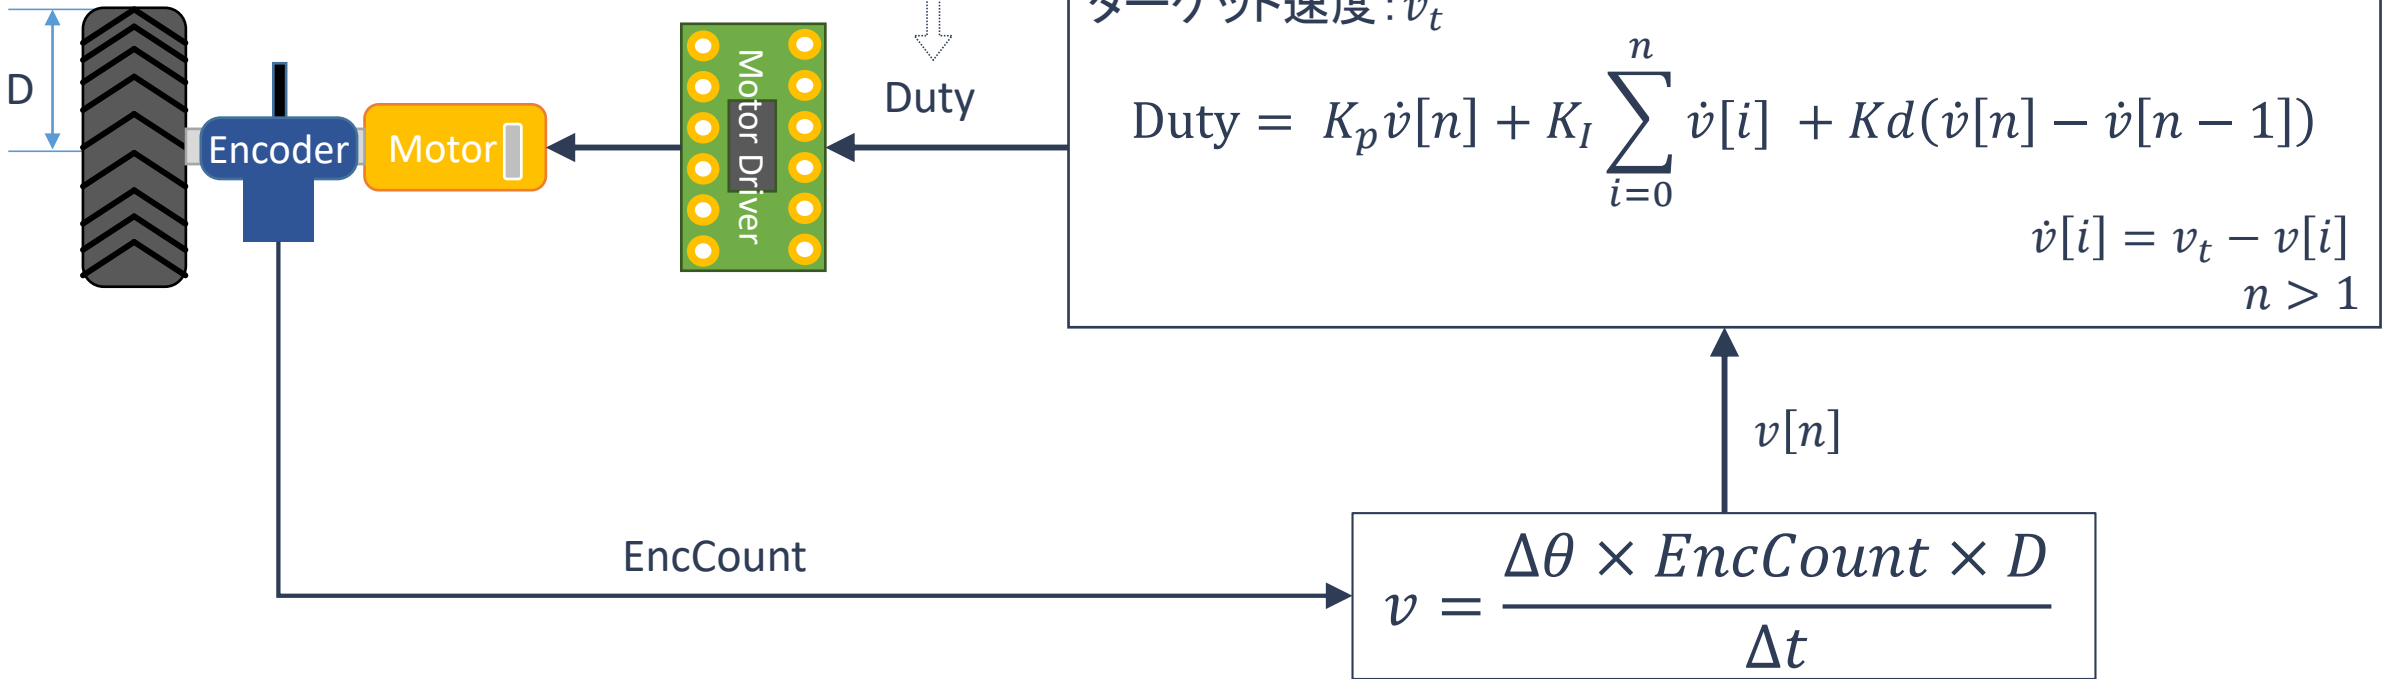 ターゲット速度:v_t
Duty = K_p v̇[n] + K_I ∑_{i=0}^{n} v̇[i] + Kd(v̇[n] − v̇[n − 1])
v̇[i] = v_t − v[i]
n > 1
D
Encoder
Motor
Motor Driver
Duty
v[n]
EncCount
v = \frac{Δθ × EncCount × D}{Δt}